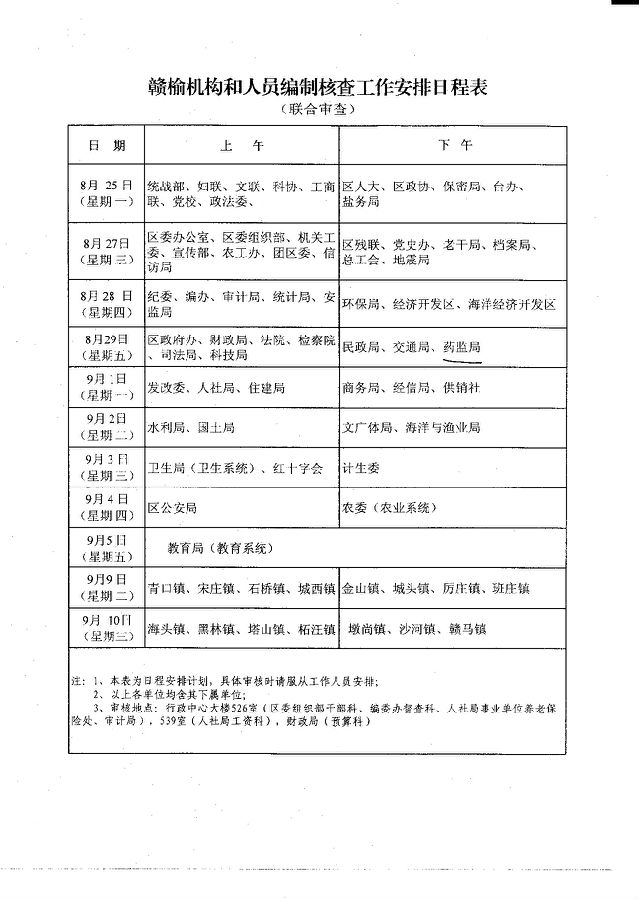 赣榆机构和人员编制核查工作安排日程表
（联合审查）
日 期 上 午 下 午
8月 25日
（星期一）
统战部、妇联、文联、科协、工商
联、党校、政法委、
区人大、区政协、保密局、台办、
盐务局
8月 27日
（星期三）
区委办公室、区委组织部、机关工
委、宣传部、农工办、团区委、信
访局
区残联、党史办、老干局、档案局、
总工会、地震局
8月 28 日
（星期四）
纪委、编办、审计局、统计局、安
监局
环保局、经济开发区、海洋经济开发区
8月29日
（星期五）
区政府办、财政局、法院、检察院
、司法局、科技局
民政局、交通局、药监局
9月 1日
（星期一）
发改委、人社局、住建局
商务局、经信局、供销社
9月 2日
（星期二）
水利局、国土局
文广体局、海洋与渔业局
9月 3 日
（星期三）
卫生局（卫生系统）、红十字会
计生委
9月 4 日
（星期四）
区公安局
农委（农业系统）
9月5 日
（星期五）
教育局（教育系统）
9月9日
（星期二）
青口镇、宋庄镇、石桥镇、城西镇
金山镇、城头镇、厉庄镇、班庄镇
9月 10日
（星期三）
海头镇、黑林镇、塔山镇、柘汪镇
墩尚镇、沙河镇、赣马镇
注：1、本表为日程安排计划，具体审核时请服从工作人员安排；
2、以上各单位均含其下属单位；
3、审核地点：行政中心大楼526室（区委组织部干部科、编委办督查科、人社局事业单位养老保
险处、审计局），539室（人社局工资科），财政局（预算科）